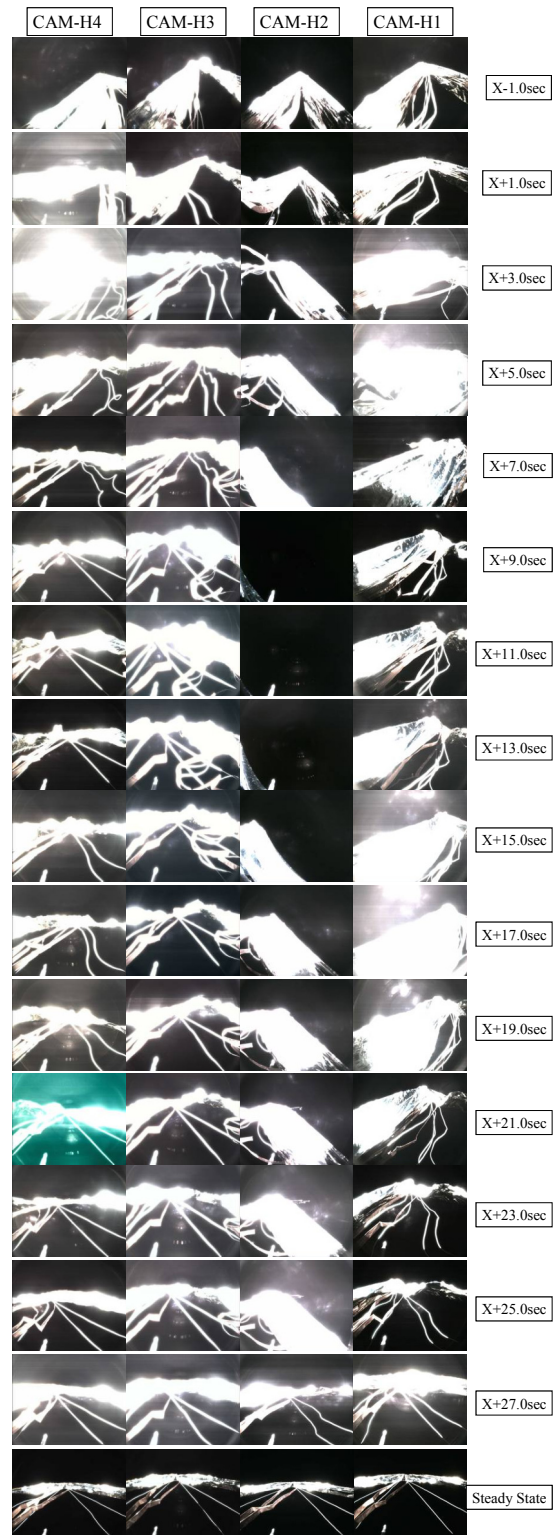 CAM-H4 CAM-H3 CAM-H2 CAM-H1
X-1.0sec
X+1.0sec
X+3.0sec
X+5.0sec
X+7.0sec
X+9.0sec
X+11.0sec
X+13.0sec
X+15.0sec
X+17.0sec
X+19.0sec
X+21.0sec
X+23.0sec
X+25.0sec
X+27.0sec
Steady State